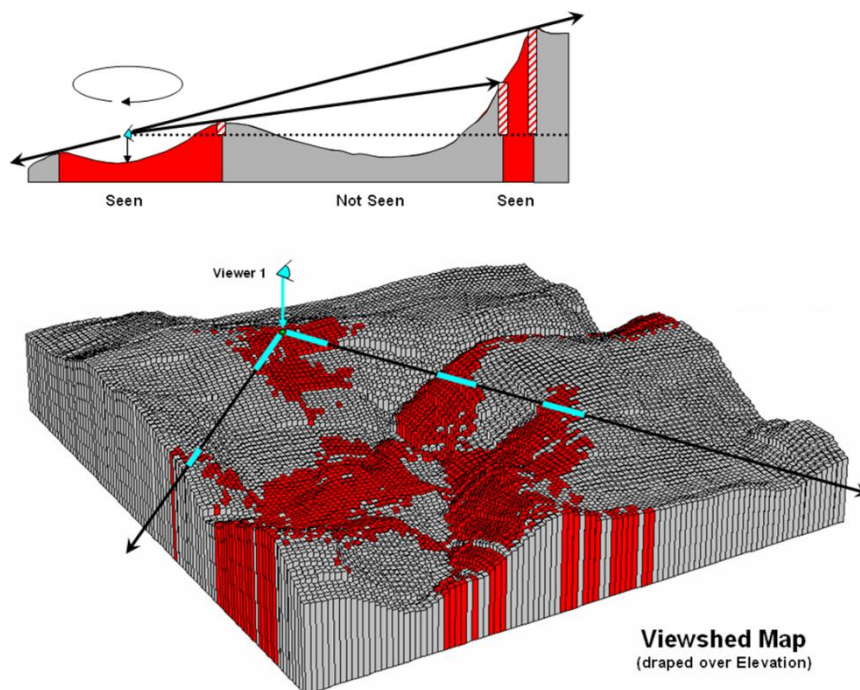 Seen
Not Seen
Seen
Viewer 1
Viewshed Map
(draped over Elevation)